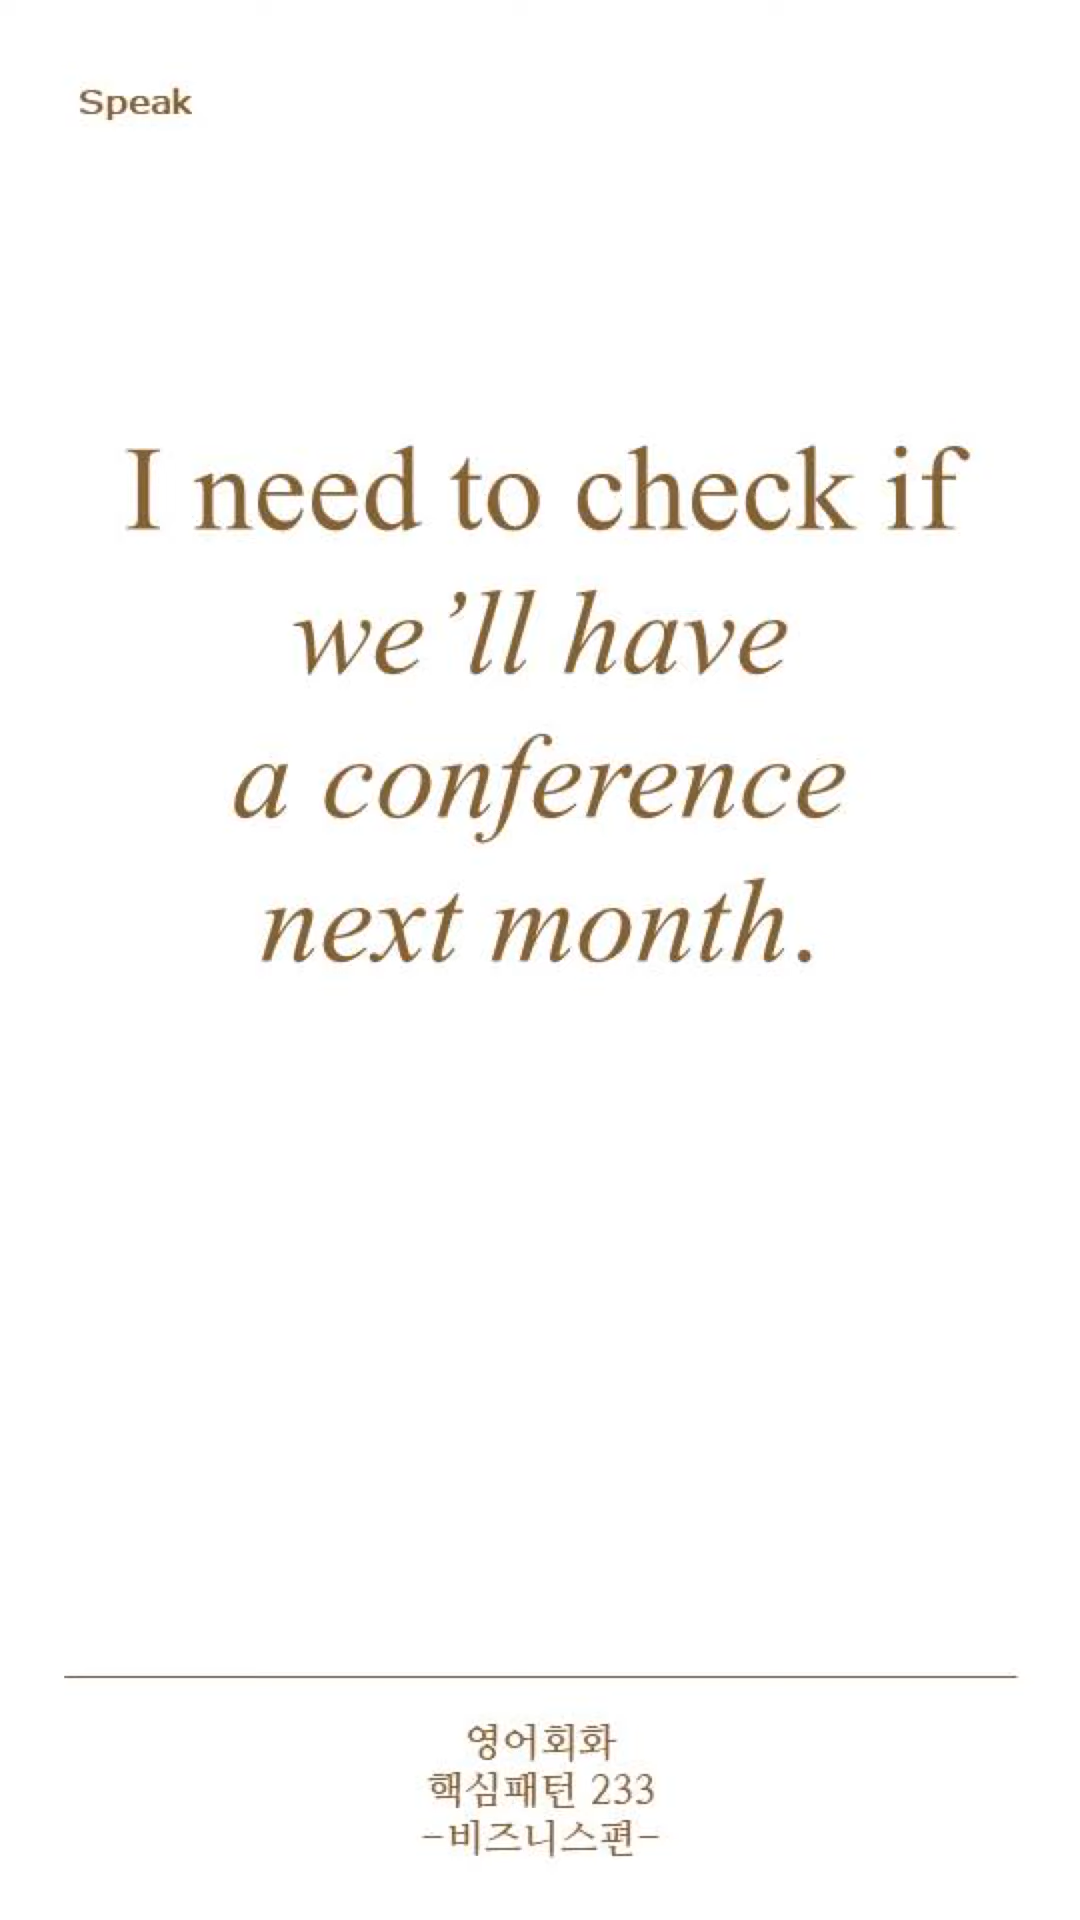 Speak
I need to check if
we’ll have
a conference
next month.
영어회화
핵심패턴 233
-비즈니스편-